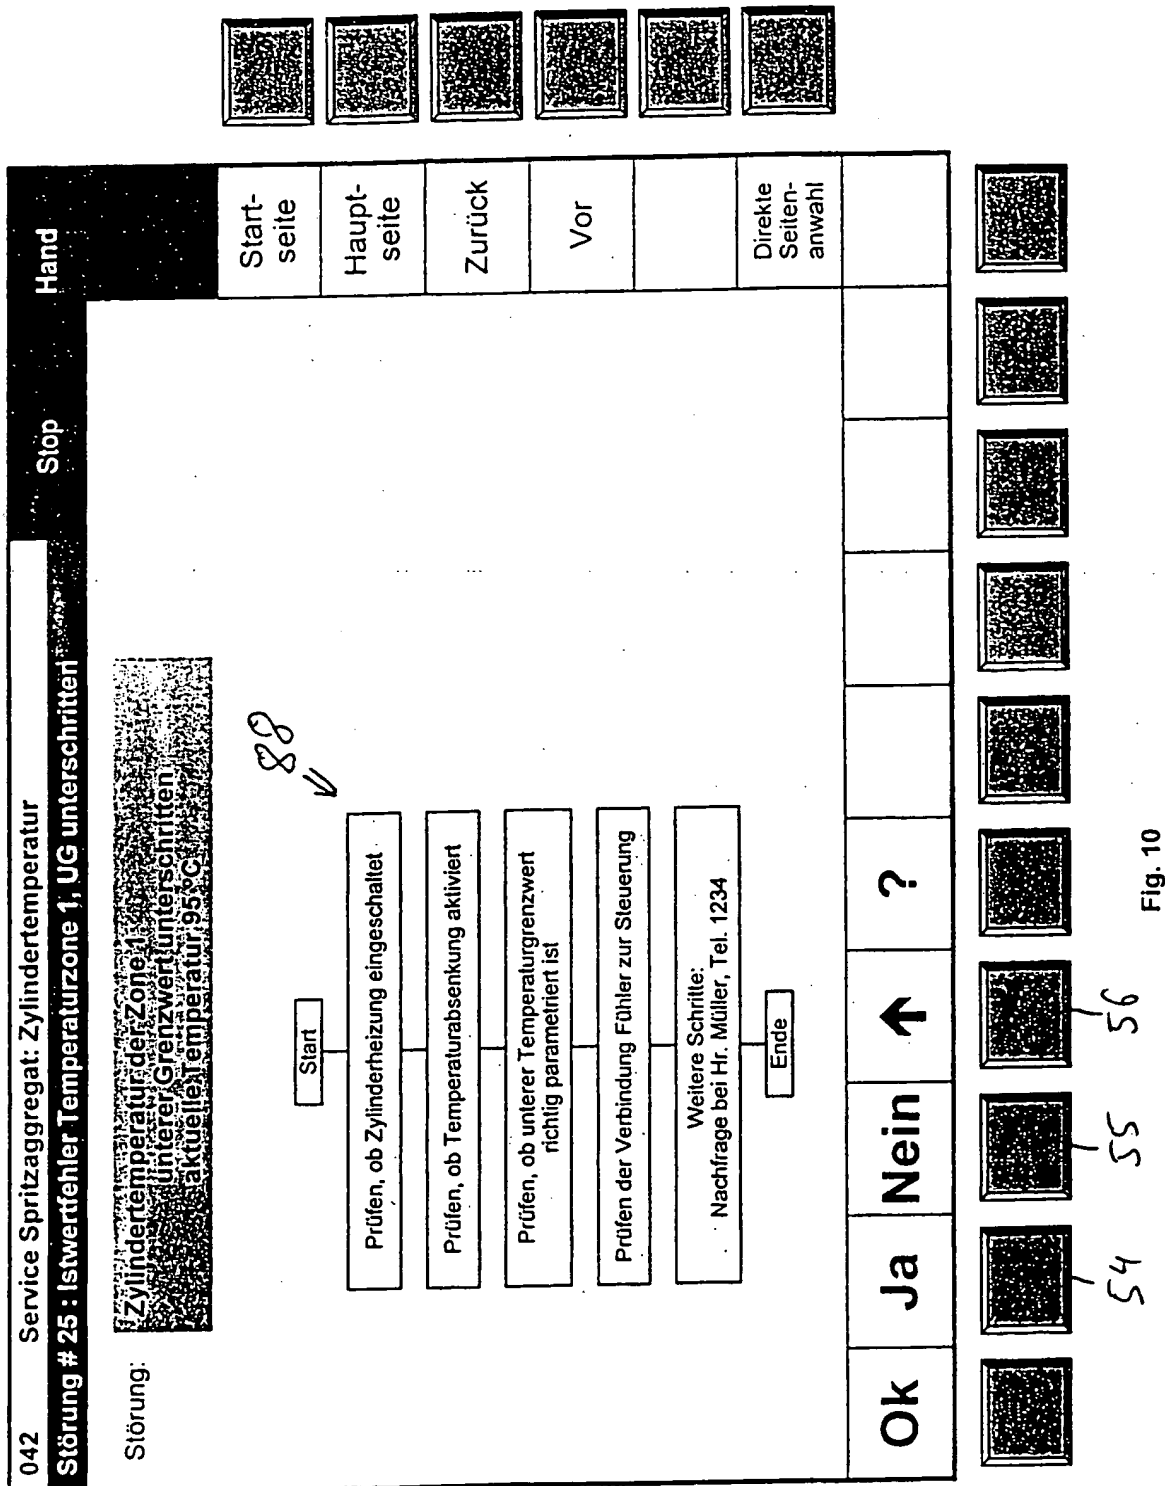 042 Service Spritzaggregat: Zylindertemperatur
Stop Hand
Störung # 25 : Istwertfehler Temperaturzone 1, UG unterschritten
Störung:
Zylindertemperatur der Zone 1
unterer Grenzwert unterschritten
aktuelle Temperatur 95°C
88
Start
Prüfen, ob Zylinderheizung eingeschaltet
Prüfen, ob Temperaturabsenkung aktiviert
Prüfen, ob unterer Temperaturgrenzwert
richtig parametriert ist
Prüfen der Verbindung Fühler zur Steuerung
Weitere Schritte:
Nachfrage bei Hr. Müller, Tel. 1234
Ende
Start-
seite
Haupt-
seite
Zurück
Vor
Direkte
Seiten-
anwahl
Ok Ja Nein ↑ ?
54 55 56
Fig. 10